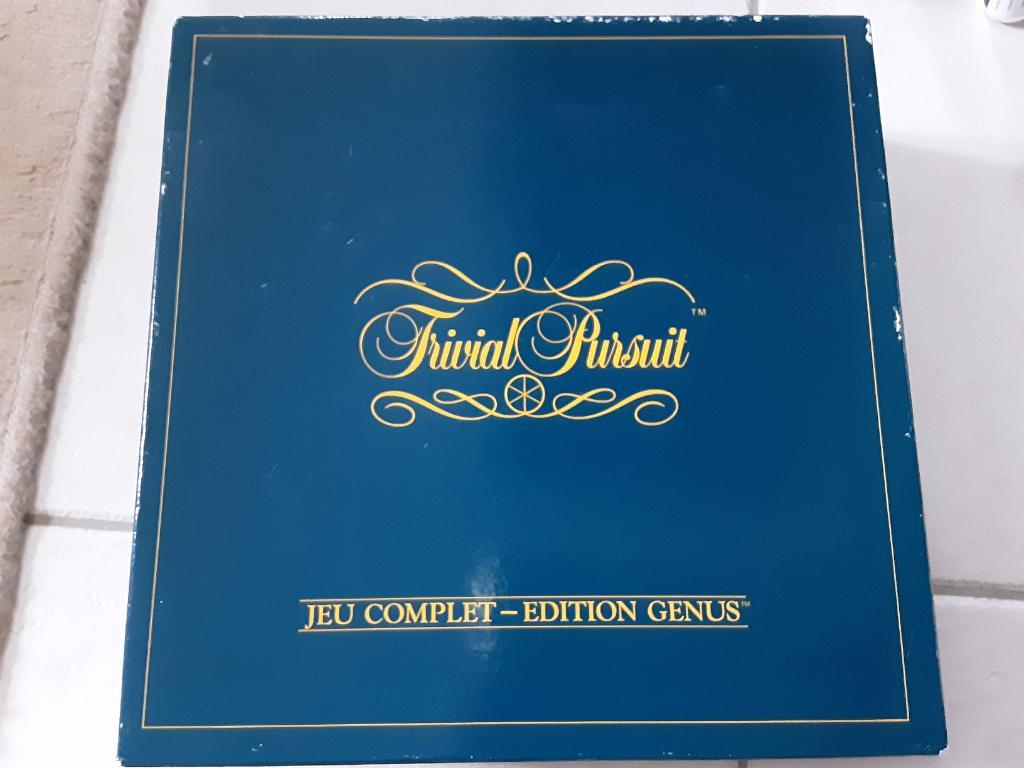 Trivial Pursuit™
JEU COMPLET – EDITION GENUS™